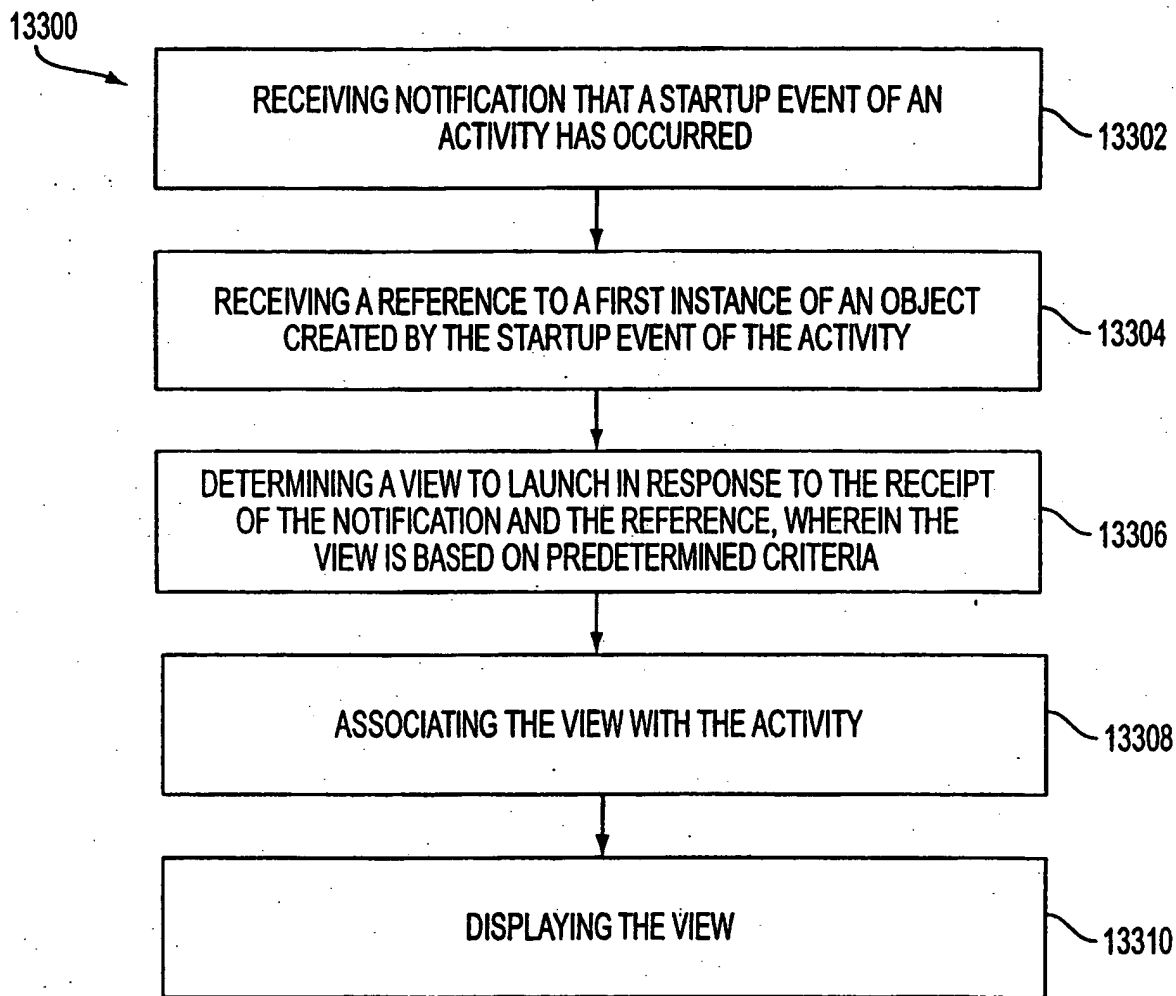 13300
RECEIVING NOTIFICATION THAT A STARTUP EVENT OF AN
ACTIVITY HAS OCCURRED
13302
RECEIVING A REFERENCE TO A FIRST INSTANCE OF AN OBJECT
CREATED BY THE STARTUP EVENT OF THE ACTIVITY
13304
DETERMINING A VIEW TO LAUNCH IN RESPONSE TO THE RECEIPT
OF THE NOTIFICATION AND THE REFERENCE, WHEREIN THE
VIEW IS BASED ON PREDETERMINED CRITERIA
13306
ASSOCIATING THE VIEW WITH THE ACTIVITY
13308
DISPLAYING THE VIEW
13310